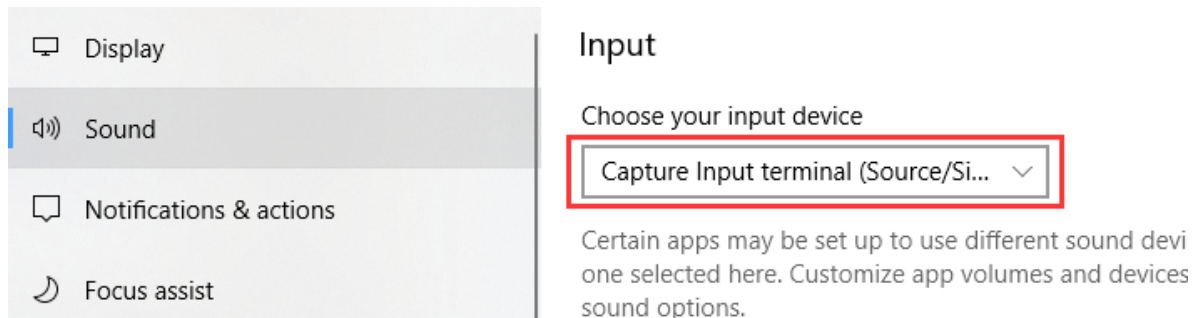 Display
Sound
Notifications & actions
Focus assist
Input
Choose your input device
Capture Input terminal (Source/Si...
Certain apps may be set up to use different sound devi
one selected here. Customize app volumes and devices
sound options.